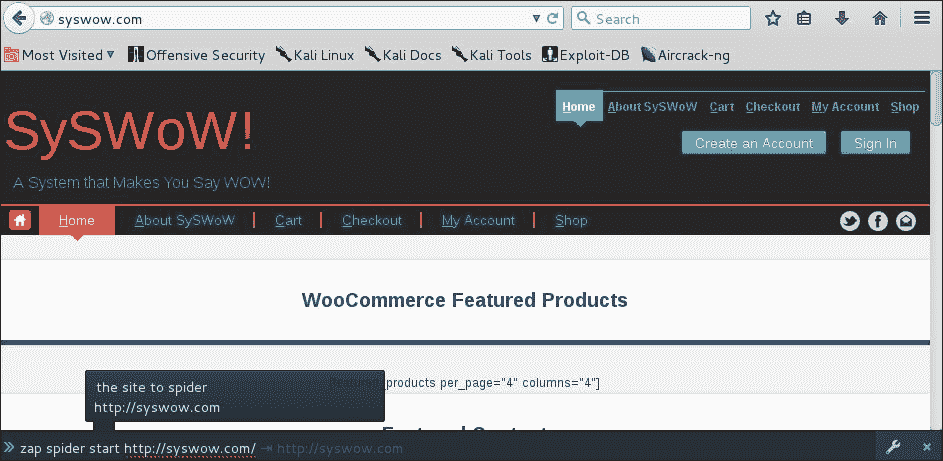 syswow.com
Search
Most Visited
Offensive Security
Kali Linux
Kali Docs
Kali Tools
Exploit-DB
Aircrack-ng
SySWoW!
A System that Makes You Say WOW!
Home
About SySWoW
Cart
Checkout
My Account
Shop
Create an Account
Sign In
Home
About SySWoW
Cart
Checkout
My Account
Shop
WooCommerce Featured Products
products per_page="4" columns="4"]
the site to spider
http://syswow.com
zap spider start http://syswow.com/ ⇥ http://syswow.com